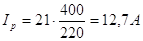 I_p = 21 · 400/220 = 12,7 A